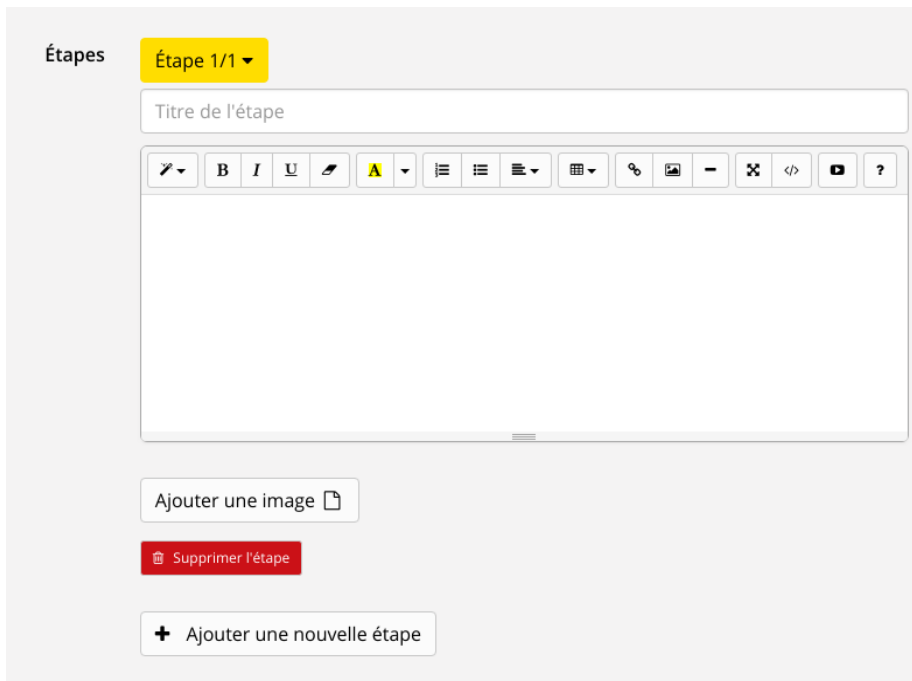 Étapes
Étape 1/1
Titre de l'étape
B I U A </> ?
Ajouter une image
Supprimer l'étape
+ Ajouter une nouvelle étape